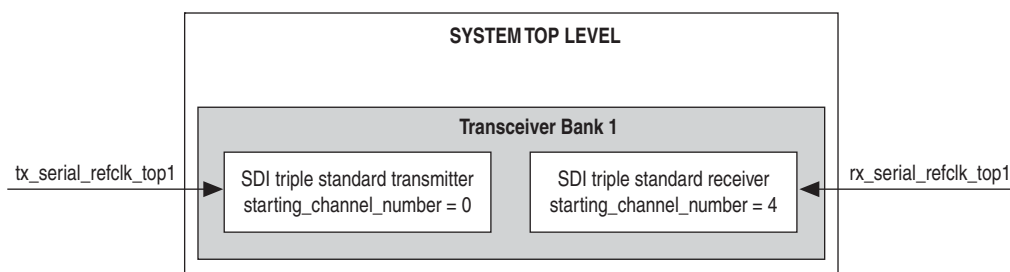 SYSTEM TOP LEVEL
Transceiver Bank 1
tx_serial_refclk_top1
SDI triple standard transmitter
starting_channel_number = 0
SDI triple standard receiver
starting_channel_number = 4
rx_serial_refclk_top1